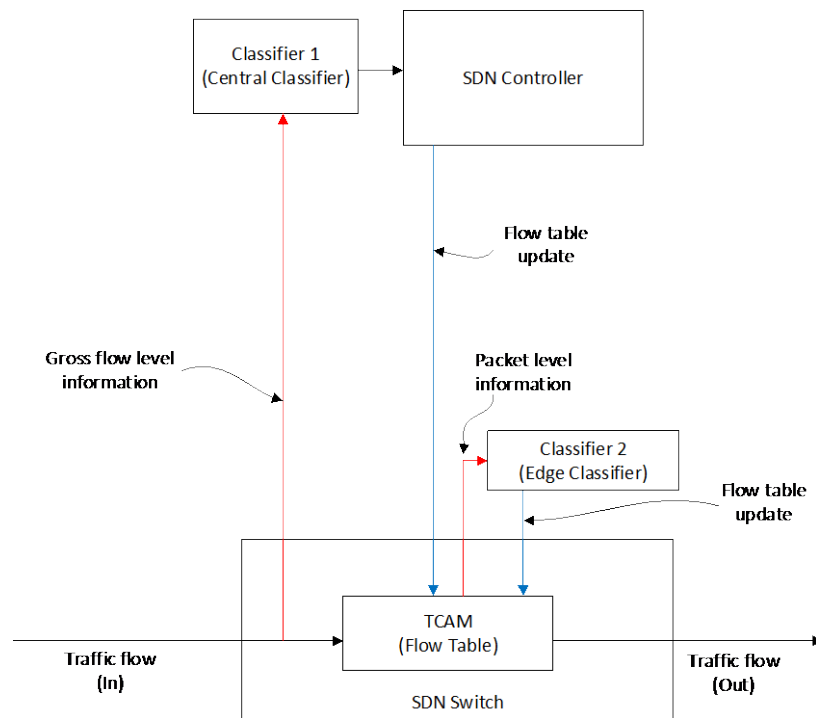 Classifier 1
(Central Classifier)
SDN Controller
Flow table
update
Gross flow level
information
Packet level
information
Classifier 2
(Edge Classifier)
Flow table
update
TCAM
(Flow Table)
Traffic flow
(In)
Traffic flow
(Out)
SDN Switch